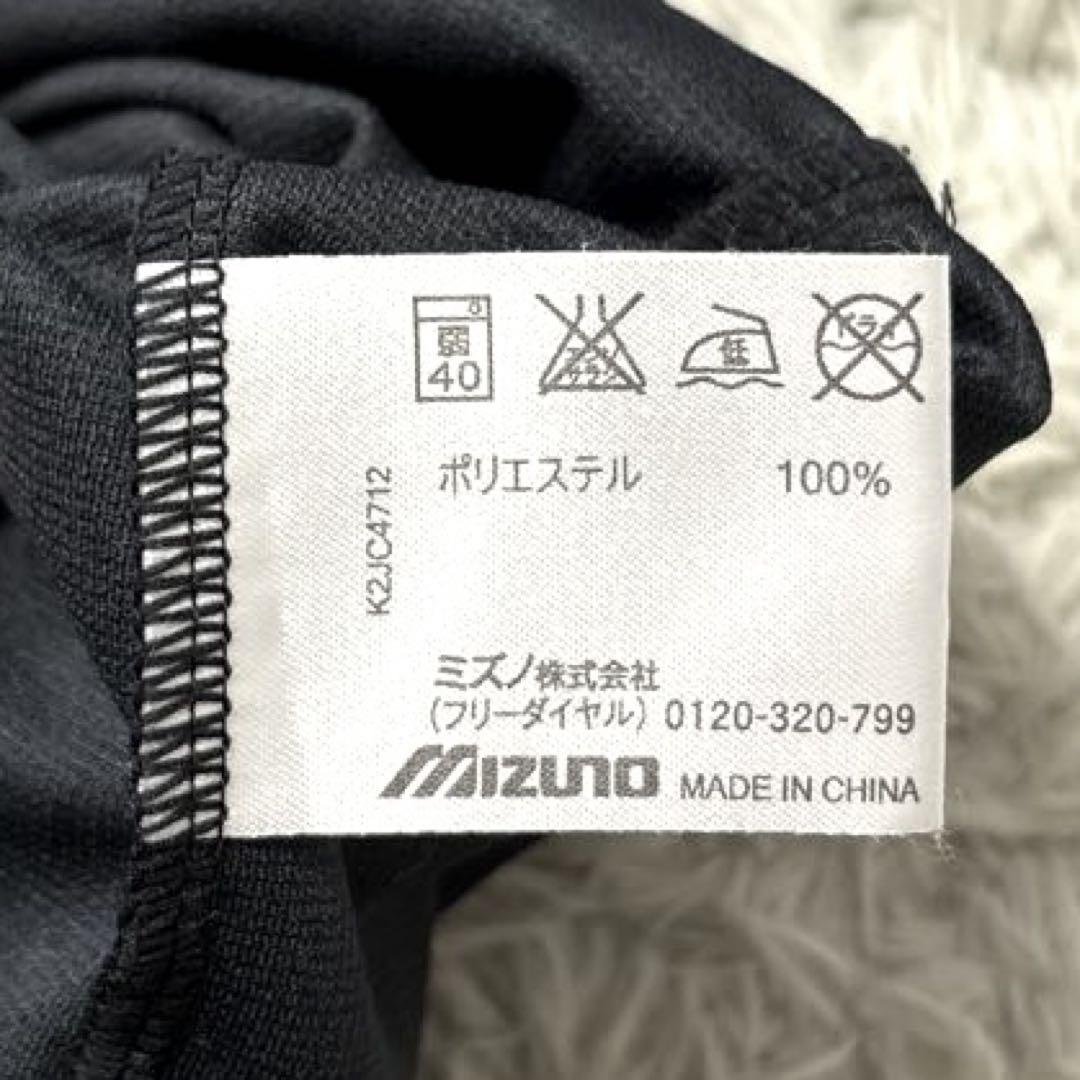 弱
40
エンソ
サラシ
低
ドライ
ポリエステル 100%
K2JC4712
ミズノ株式会社
(フリーダイヤル) 0120-320-799
MIZUNO MADE IN CHINA